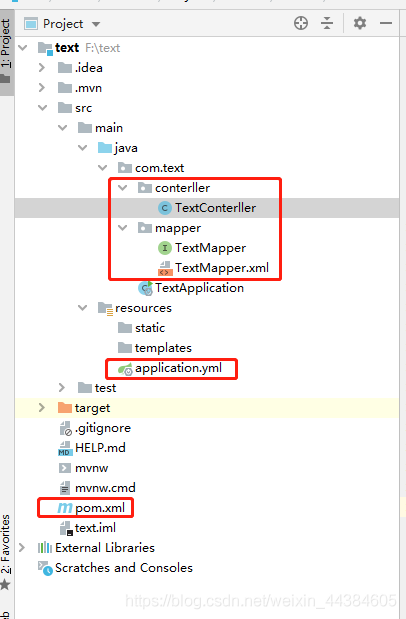 1: Project
Project
text F:\text
.idea
.mvn
src
main
java
com.text
conterller
TextConterller
mapper
TextMapper
TextMapper.xml
TextApplication
resources
static
templates
application.yml
test
target
.gitignore
HELP.md
mvnw
mvnw.cmd
pom.xml
text.iml
External Libraries
Scratches and Consoles
2: Favorites
https://blog.csdn.net/weixin_44384605